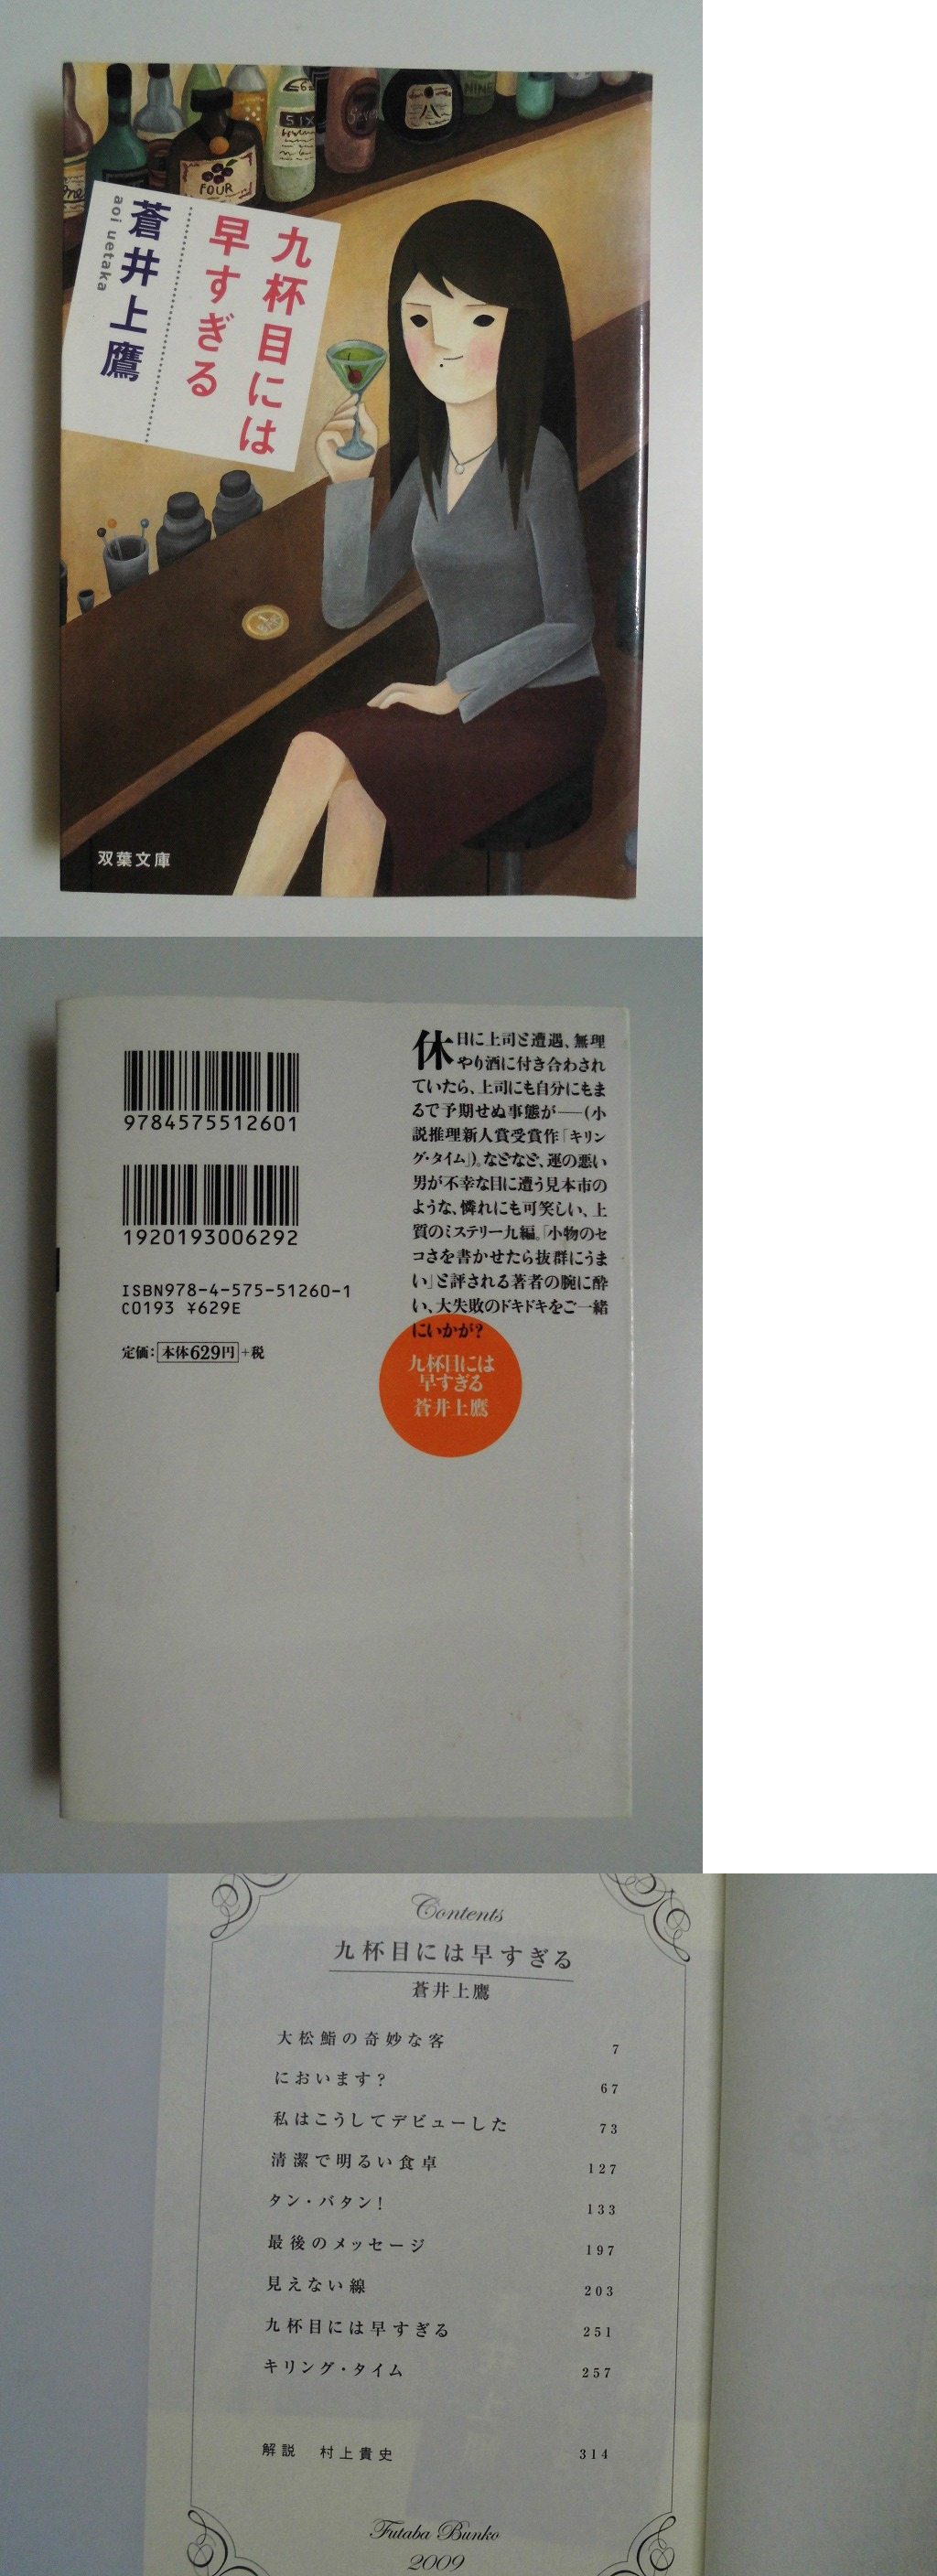 NINE
SIX
Seven
八
FOUR
九杯目には
早すぎる
蒼井上鷹
aoi uetaka
双葉文庫
9784575512601
1920193006292
ISBN978-4-575-51260-1
C0193 ¥629E
定価:本体629円+税
休日に上司と遭遇、無理
やり酒に付き合わされ
ていたら、上司にも自分にもま
るで予期せぬ事態が――(小
説推理新人賞受賞作「キリン
グ・タイム」)。などなど、運の悪い
男が不幸な目に遭う見本市の
ような、憐れにも可笑しい、上
質のミステリー九編。「小物のセ
コさを書かせたら抜群にうま
い」と評される著者の腕に酔
い、大失敗のドキドキをご一緒
にいかが?
九杯目には
早すぎる
蒼井上鷹
Contents
九杯目には早すぎる
蒼井上鷹
大松鮨の奇妙な客 7
においます? 67
私はこうしてデビューした 73
清潔で明るい食卓 127
タン・バタン! 133
最後のメッセージ 197
見えない線 203
九杯目には早すぎる 251
キリング・タイム 257
解説 村上貴史 314
Futaba Bunko
2009